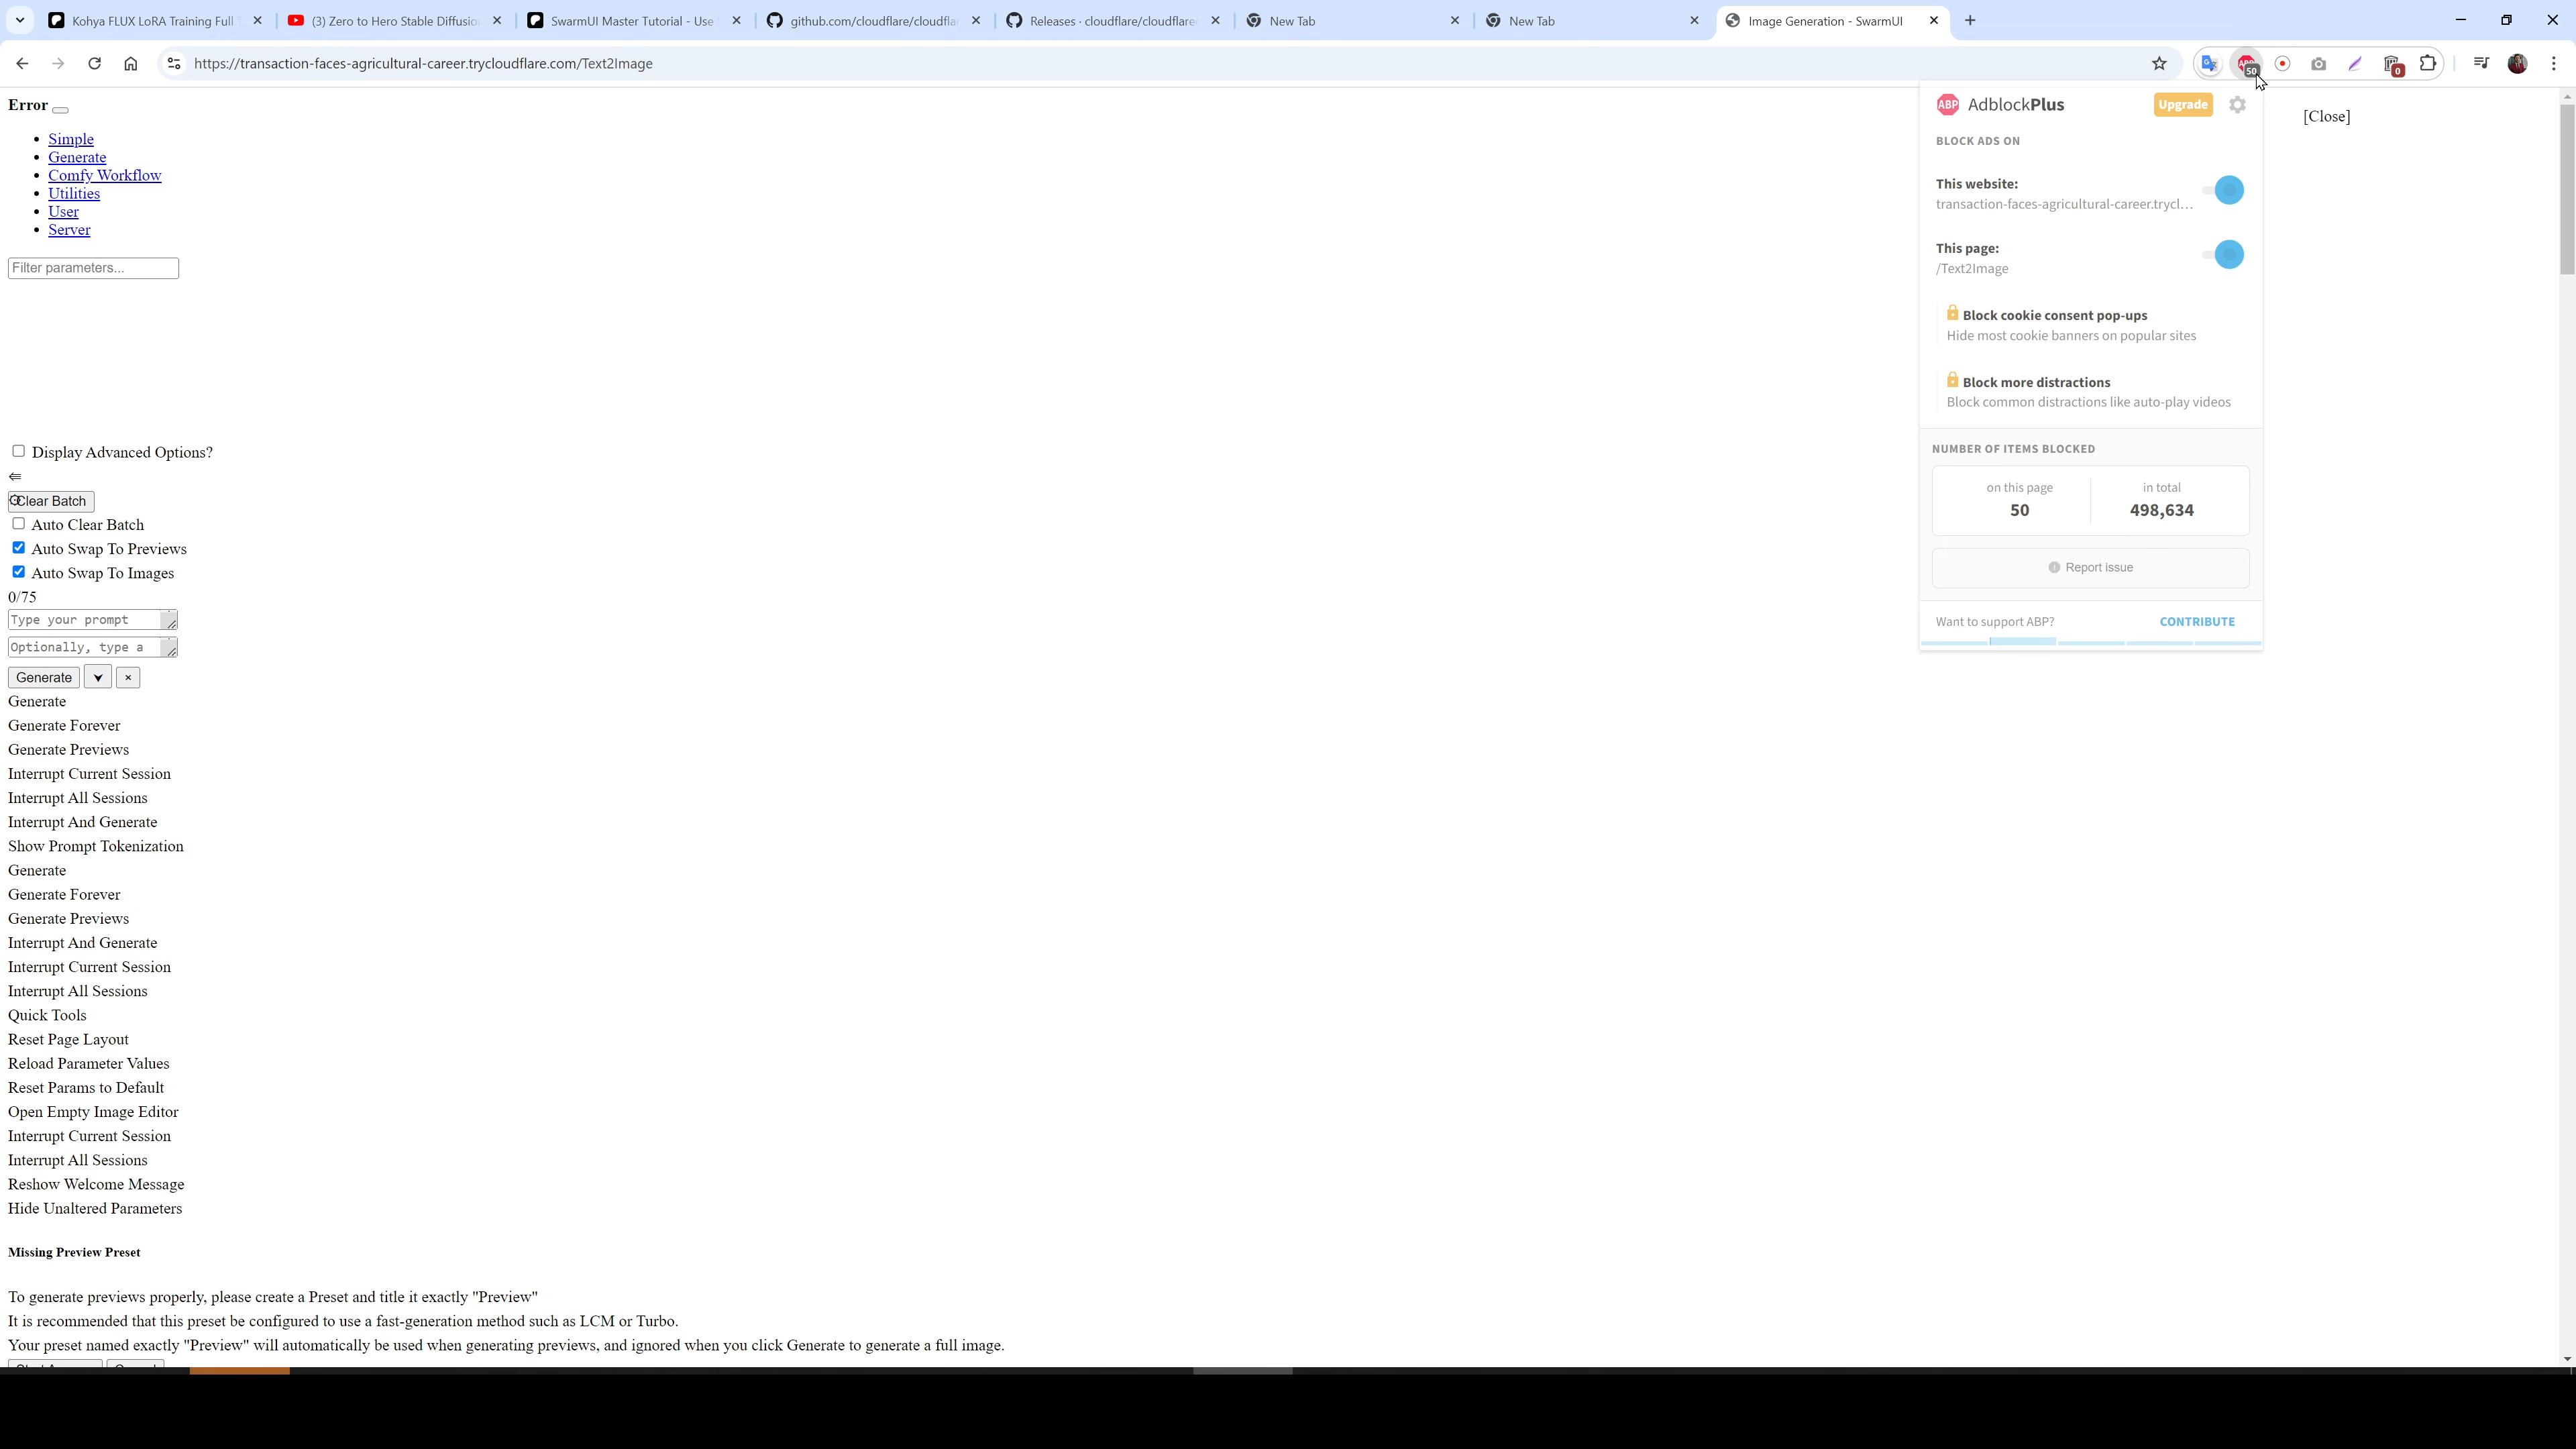 Kohya FLUX LoRA Training Full
(3) Zero to Hero Stable Diffusio
SwarmUI Master Tutorial - Use
github.com/cloudflare/cloudfla
Releases · cloudflare/cloudflared
New Tab
New Tab
Image Generation - SwarmUI
https://transaction-faces-agricultural-career.trycloudflare.com/Text2Image
50
0
Error
Simple
Generate
Comfy Workflow
Utilities
User
Server
Filter parameters...
Display Advanced Options?
⇐
Clear Batch
Auto Clear Batch
Auto Swap To Previews
Auto Swap To Images
0/75
Type your prompt
Optionally, type a
Generate
Generate
Generate Forever
Generate Previews
Interrupt Current Session
Interrupt All Sessions
Interrupt And Generate
Show Prompt Tokenization
Generate
Generate Forever
Generate Previews
Interrupt And Generate
Interrupt Current Session
Interrupt All Sessions
Quick Tools
Reset Page Layout
Reload Parameter Values
Reset Params to Default
Open Empty Image Editor
Interrupt Current Session
Interrupt All Sessions
Reshow Welcome Message
Hide Unaltered Parameters
Missing Preview Preset
To generate previews properly, please create a Preset and title it exactly "Preview"
It is recommended that this preset be configured to use a fast-generation method such as LCM or Turbo.
Your preset named exactly "Preview" will automatically be used when generating previews, and ignored when you click Generate to generate a full image.
ABP AdblockPlus
Upgrade
BLOCK ADS ON
This website:
transaction-faces-agricultural-career.trycl...
This page:
/Text2Image
Block cookie consent pop-ups
Hide most cookie banners on popular sites
Block more distractions
Block common distractions like auto-play videos
NUMBER OF ITEMS BLOCKED
on this page
50
in total
498,634
Report issue
Want to support ABP?
CONTRIBUTE
[Close]